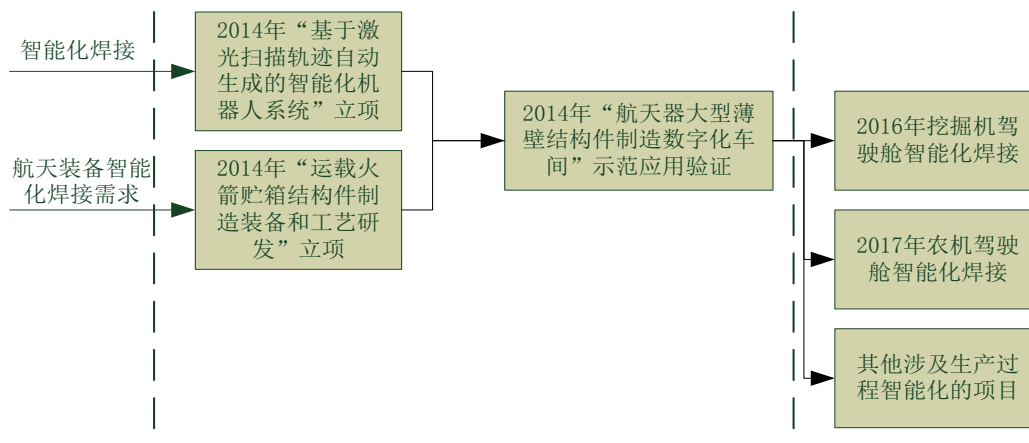 智能化焊接
2014年“基于激
光扫描轨迹自动
生成的智能化机
器人系统”立项
航天装备智能
化焊接需求
2014年“运载火
箭贮箱结构件制
造装备和工艺研
发”立项
2014年“航天器大型薄
壁结构件制造数字化车
间”示范应用验证
2016年挖掘机驾
驶舱智能化焊接
2017年农机驾驶
舱智能化焊接
其他涉及生产过
程智能化的项目